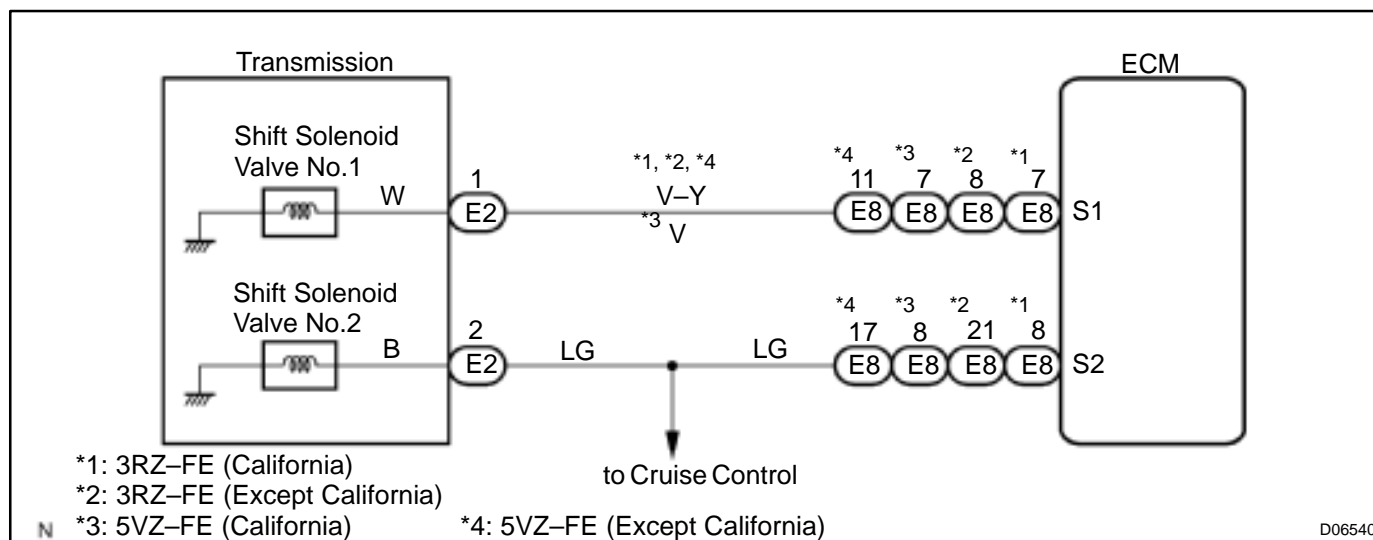 Transmission
ECM
Shift Solenoid
Valve No.1
W
1
E2
*1, *2, *4
V–Y
*3 V
*4 *3 *2 *1
11 7 8 7
E8 E8 E8 E8
S1
Shift Solenoid
Valve No.2
B
2
E2
LG
LG
*4 *3 *2 *1
17 8 21 8
E8 E8 E8 E8
S2
to Cruise Control
*1: 3RZ–FE (California)
*2: 3RZ–FE (Except California)
*3: 5VZ–FE (California) *4: 5VZ–FE (Except California)
N
D06540